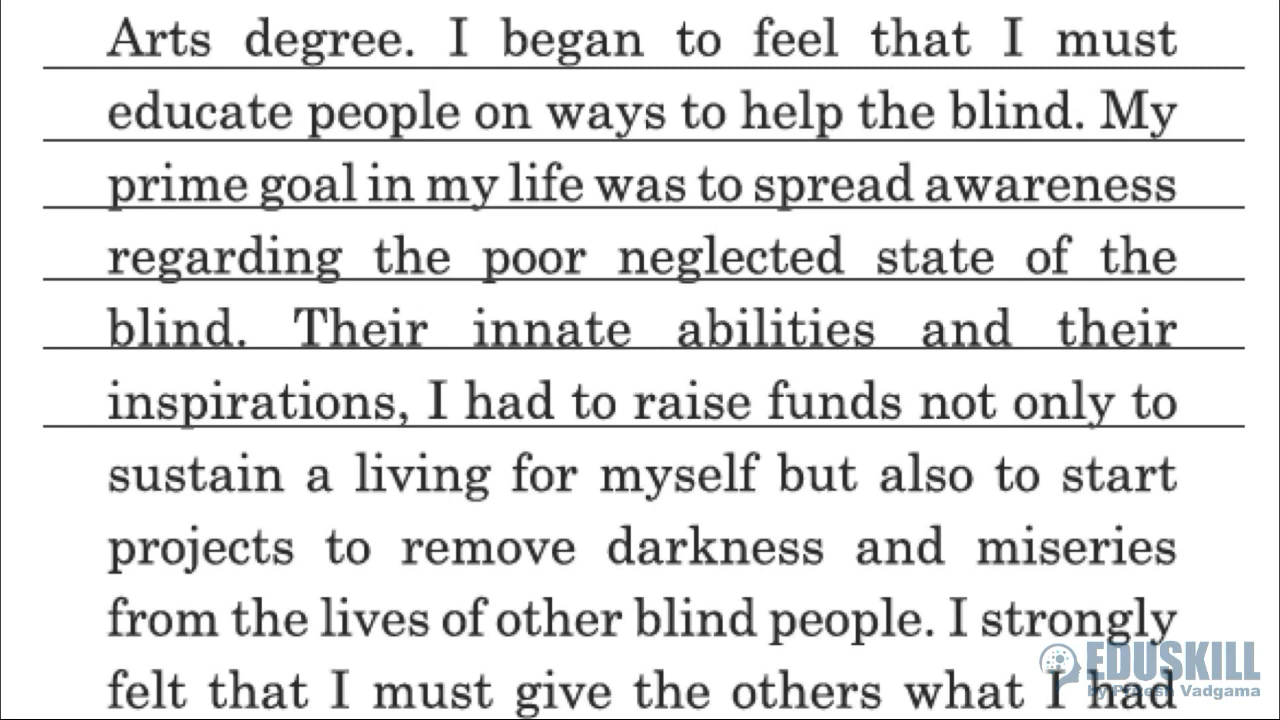 Arts degree. I began to feel that I must
educate people on ways to help the blind. My
prime goal in my life was to spread awareness
regarding the poor neglected state of the
blind. Their innate abilities and their
inspirations, I had to raise funds not only to
sustain a living for myself but also to start
projects to remove darkness and miseries
from the lives of other blind people. I strongly
felt that I must give the others what I had
EDUSKILL
by Pritesh Vadgama